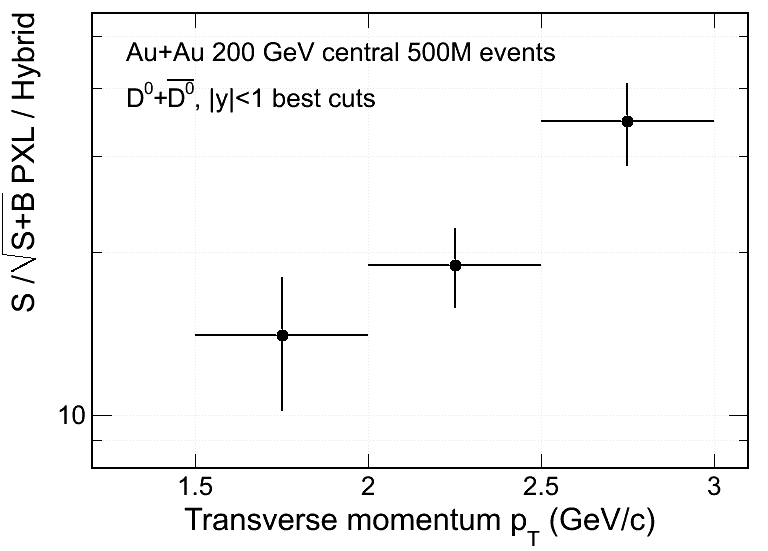 Au+Au 200 GeV central 500M events
D⁰+D̅⁰, |y|<1 best cuts
S /√S+B PXL / Hybrid
10
1.5 2 2.5 3
Transverse momentum p_T (GeV/c)